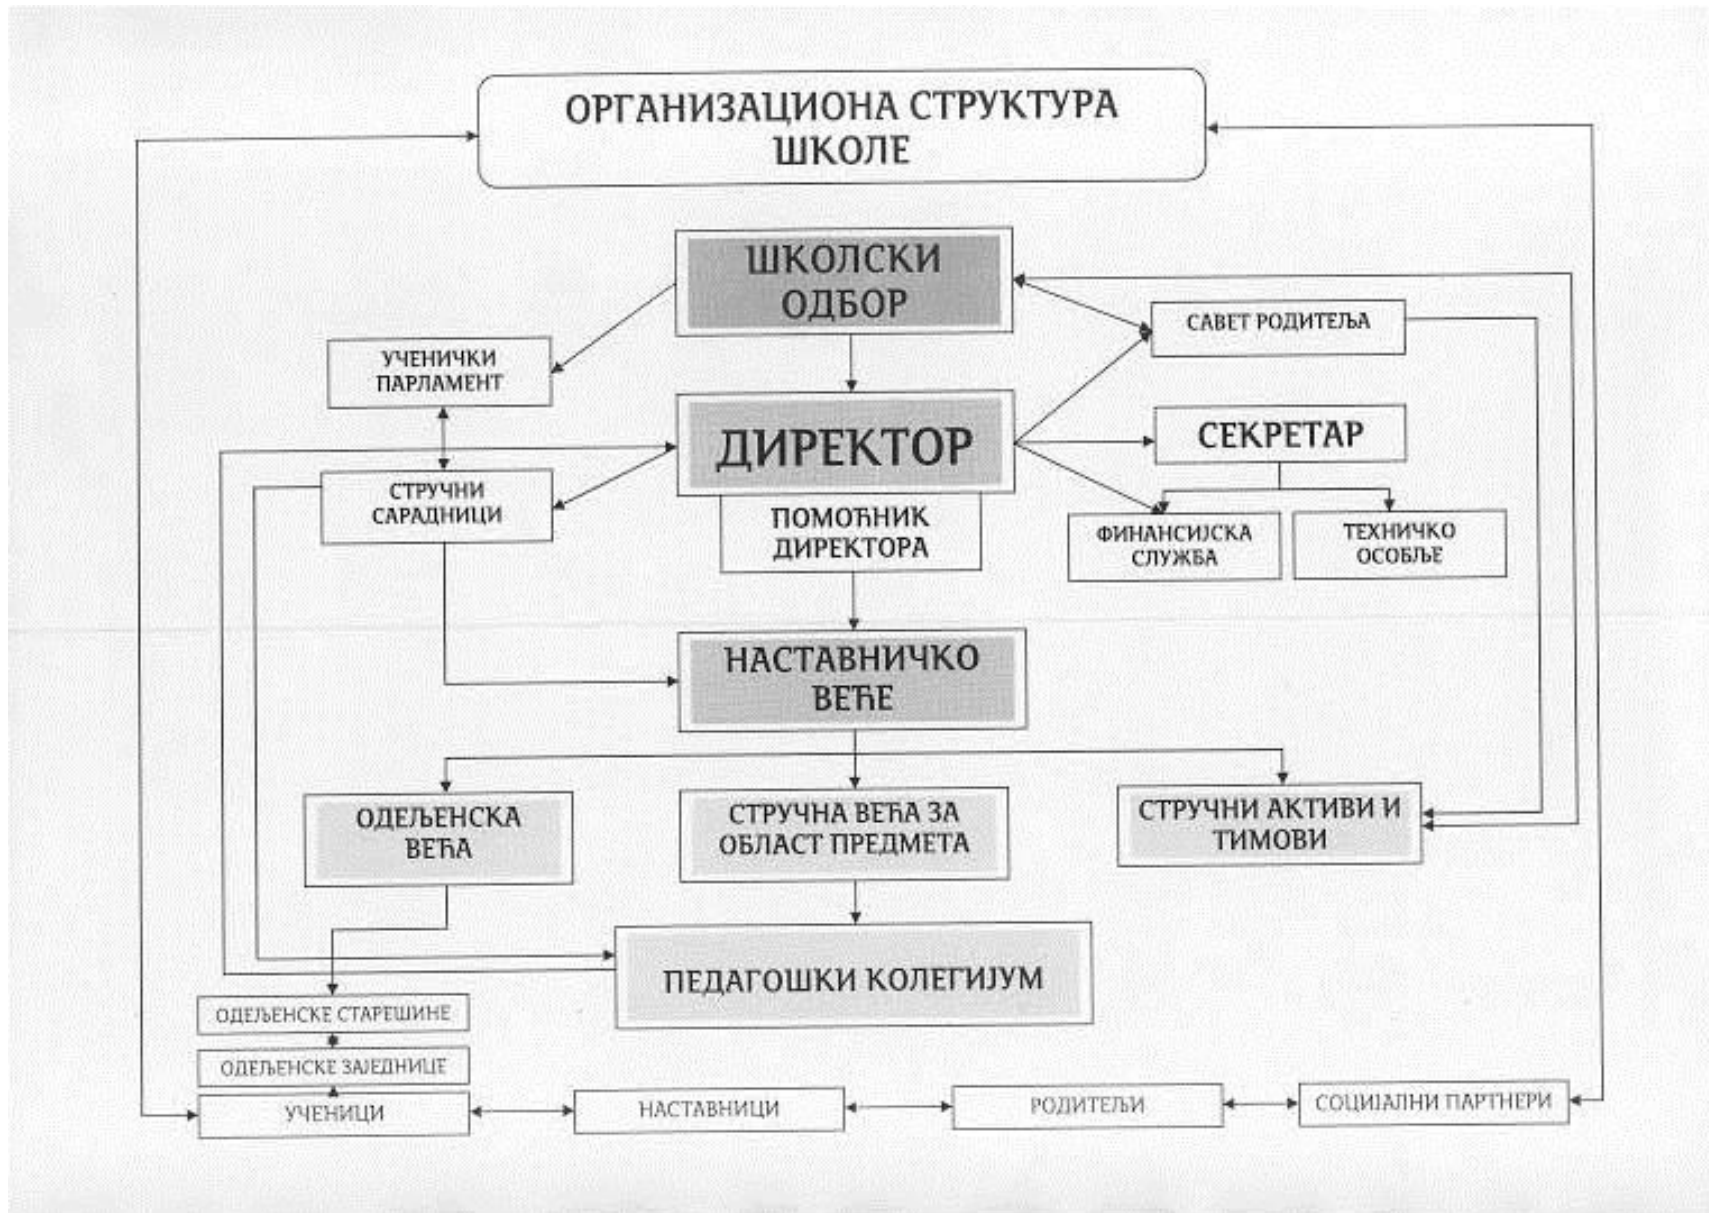 ОРГАНИЗАЦИОНА СТРУКТУРА
ШКОЛЕ
ШКОЛСКИ
ОДБОР
САВЕТ РОДИТЕЉА
УЧЕНИЧКИ
ПАРЛАМЕНТ
ДИРЕКТОР
СЕКРЕТАР
СТРУЧНИ
САРАДНИЦИ
ПОМОЋНИК
ДИРЕКТОРА
ФИНАНСИЈСКА
СЛУЖБА
ТЕХНИЧКО
ОСОБЉЕ
НАСТАВНИЧКО
ВЕЋЕ
ОДЕЉЕНСКА
ВЕЋА
СТРУЧНА ВЕЋА ЗА
ОБЛАСТ ПРЕДМЕТА
СТРУЧНИ АКТИВИ И
ТИМОВИ
ПЕДАГОШКИ КОЛЕГИЈУМ
ОДЕЉЕНСКЕ СТАРЕШИНЕ
ОДЕЉЕНСКЕ ЗАЈЕДНИЦЕ
УЧЕНИЦИ
НАСТАВНИЦИ
РОДИТЕЉИ
СОЦИЈАЛНИ ПАРТНЕРИ